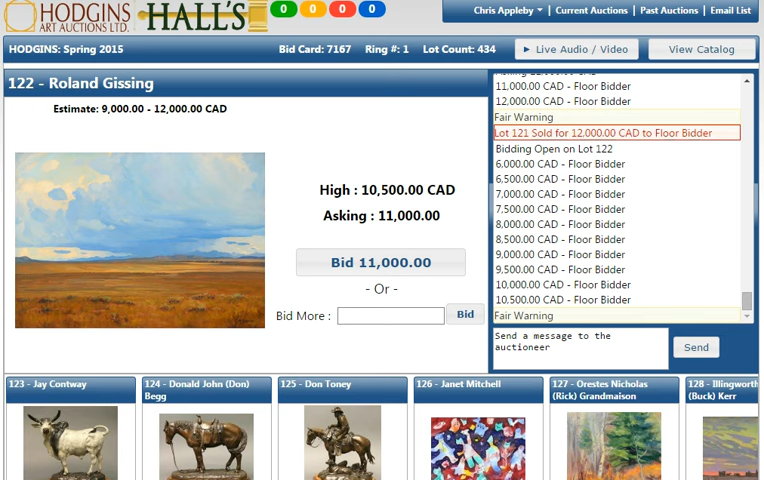 HODGINS
ART AUCTIONS LTD.
HALL'S
0 0 0 0
Chris Appleby | Current Auctions | Past Auctions | Email List
HODGINS: Spring 2015
Bid Card: 7167 Ring #: 1 Lot Count: 434
Live Audio / Video
View Catalog
122 - Roland Gissing
Estimate: 9,000.00 - 12,000.00 CAD
High : 10,500.00 CAD
Asking : 11,000.00
Bid 11,000.00
- Or -
Bid More :
Bid
11,000.00 CAD - Floor Bidder
12,000.00 CAD - Floor Bidder
Fair Warning
Lot 121 Sold for 12,000.00 CAD to Floor Bidder
Bidding Open on Lot 122
6,000.00 CAD - Floor Bidder
6,500.00 CAD - Floor Bidder
7,000.00 CAD - Floor Bidder
7,500.00 CAD - Floor Bidder
8,000.00 CAD - Floor Bidder
8,500.00 CAD - Floor Bidder
9,000.00 CAD - Floor Bidder
9,500.00 CAD - Floor Bidder
10,000.00 CAD - Floor Bidder
10,500.00 CAD - Floor Bidder
Fair Warning
Send a message to the
auctioneer
Send
123 - Jay Contway
124 - Donald John (Don)
Begg
125 - Don Toney
126 - Janet Mitchell
127 - Orestes Nicholas
(Rick) Grandmaison
128 - Illingworth
(Buck) Kerr